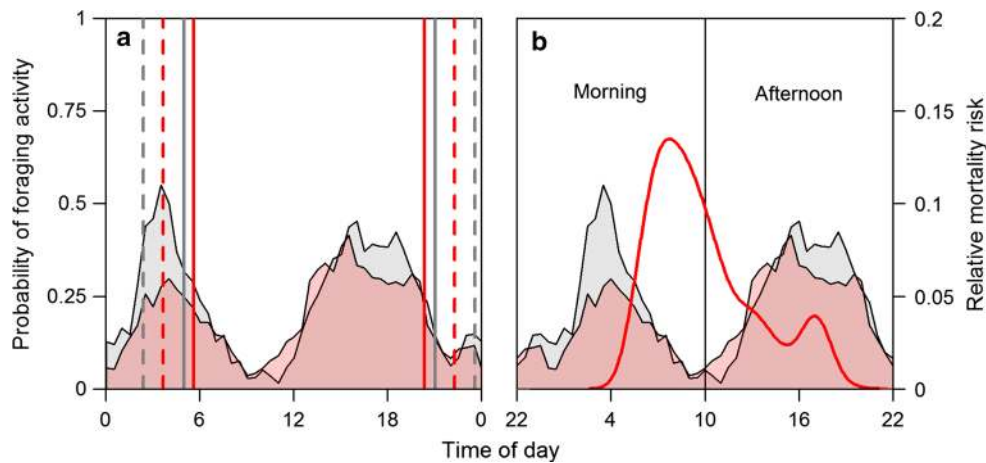 a
b
Morning
Afternoon
Probability of foraging activity
1
0.75
0.5
0.25
0
0
6
12
18
0
22
4
10
16
22
Time of day
0.2
0.15
0.1
0.05
0
Relative mortality risk